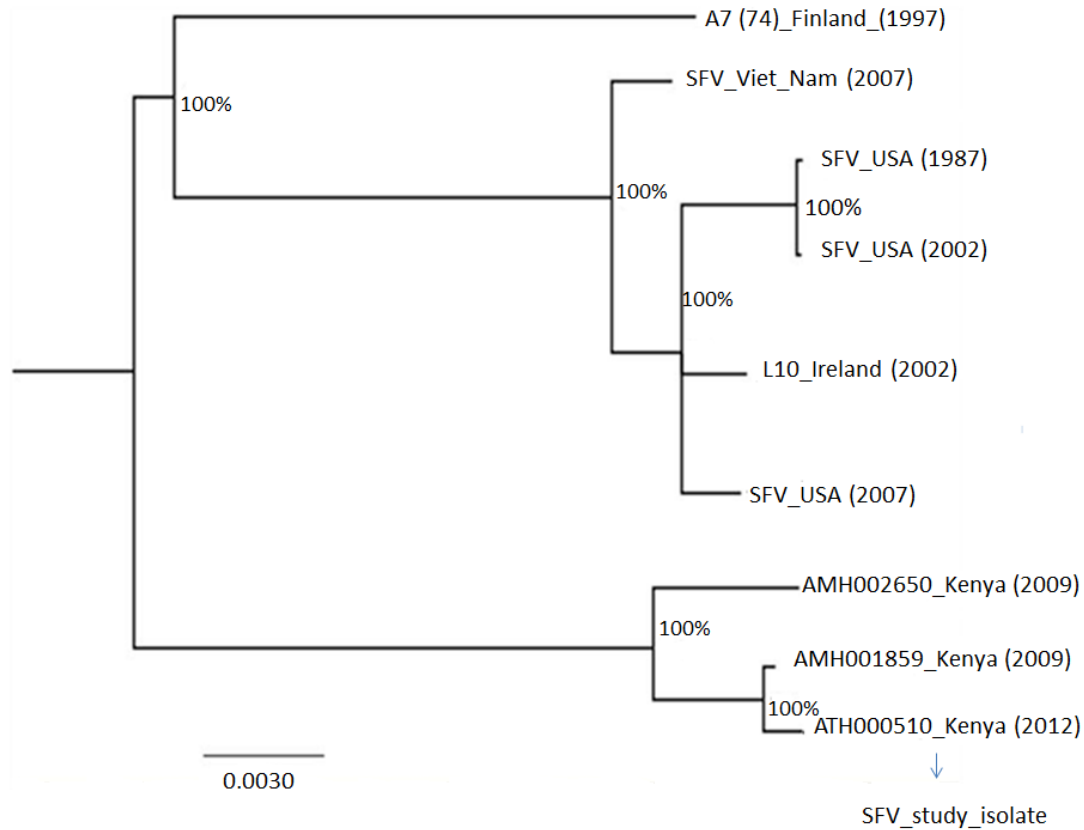 A7 (74)_Finland_(1997)
SFV_Viet_Nam (2007)
100%
SFV_USA (1987)
100%
100%
SFV_USA (2002)
100%
L10_Ireland (2002)
SFV_USA (2007)
AMH002650_Kenya (2009)
100%
AMH001859_Kenya (2009)
100%
ATH000510_Kenya (2012)
0.0030
SFV_study_isolate